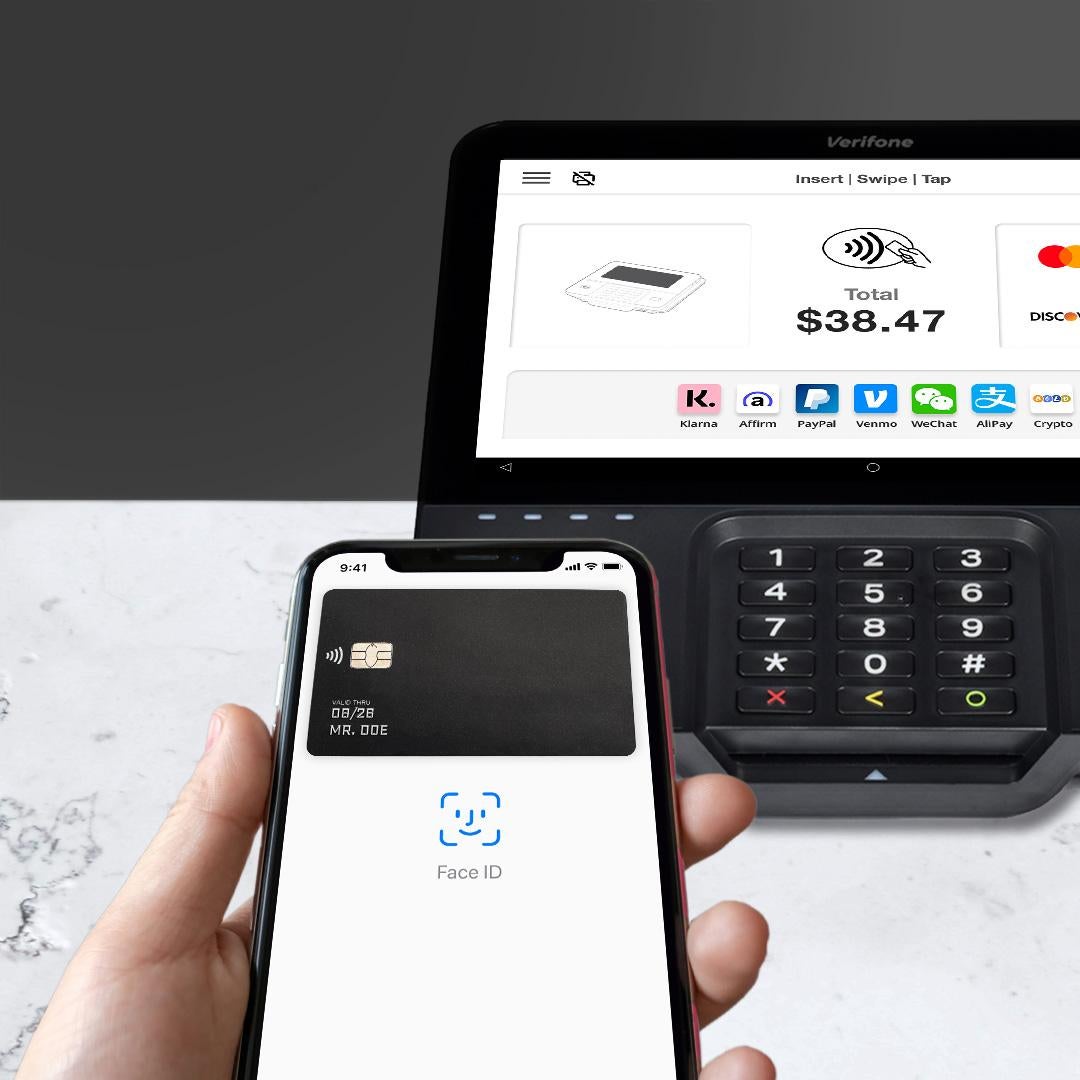 Verifone
Insert | Swipe | Tap
Total
$38.47
DISCOV
K.
a
Klarna
Affirm
PayPal
Venmo
WeChat
AliPay
Crypto
1 2 3
4 5 6
7 8 9
* 0 #
9:41
VALID THRU
08/28
MR. DOE
Face ID